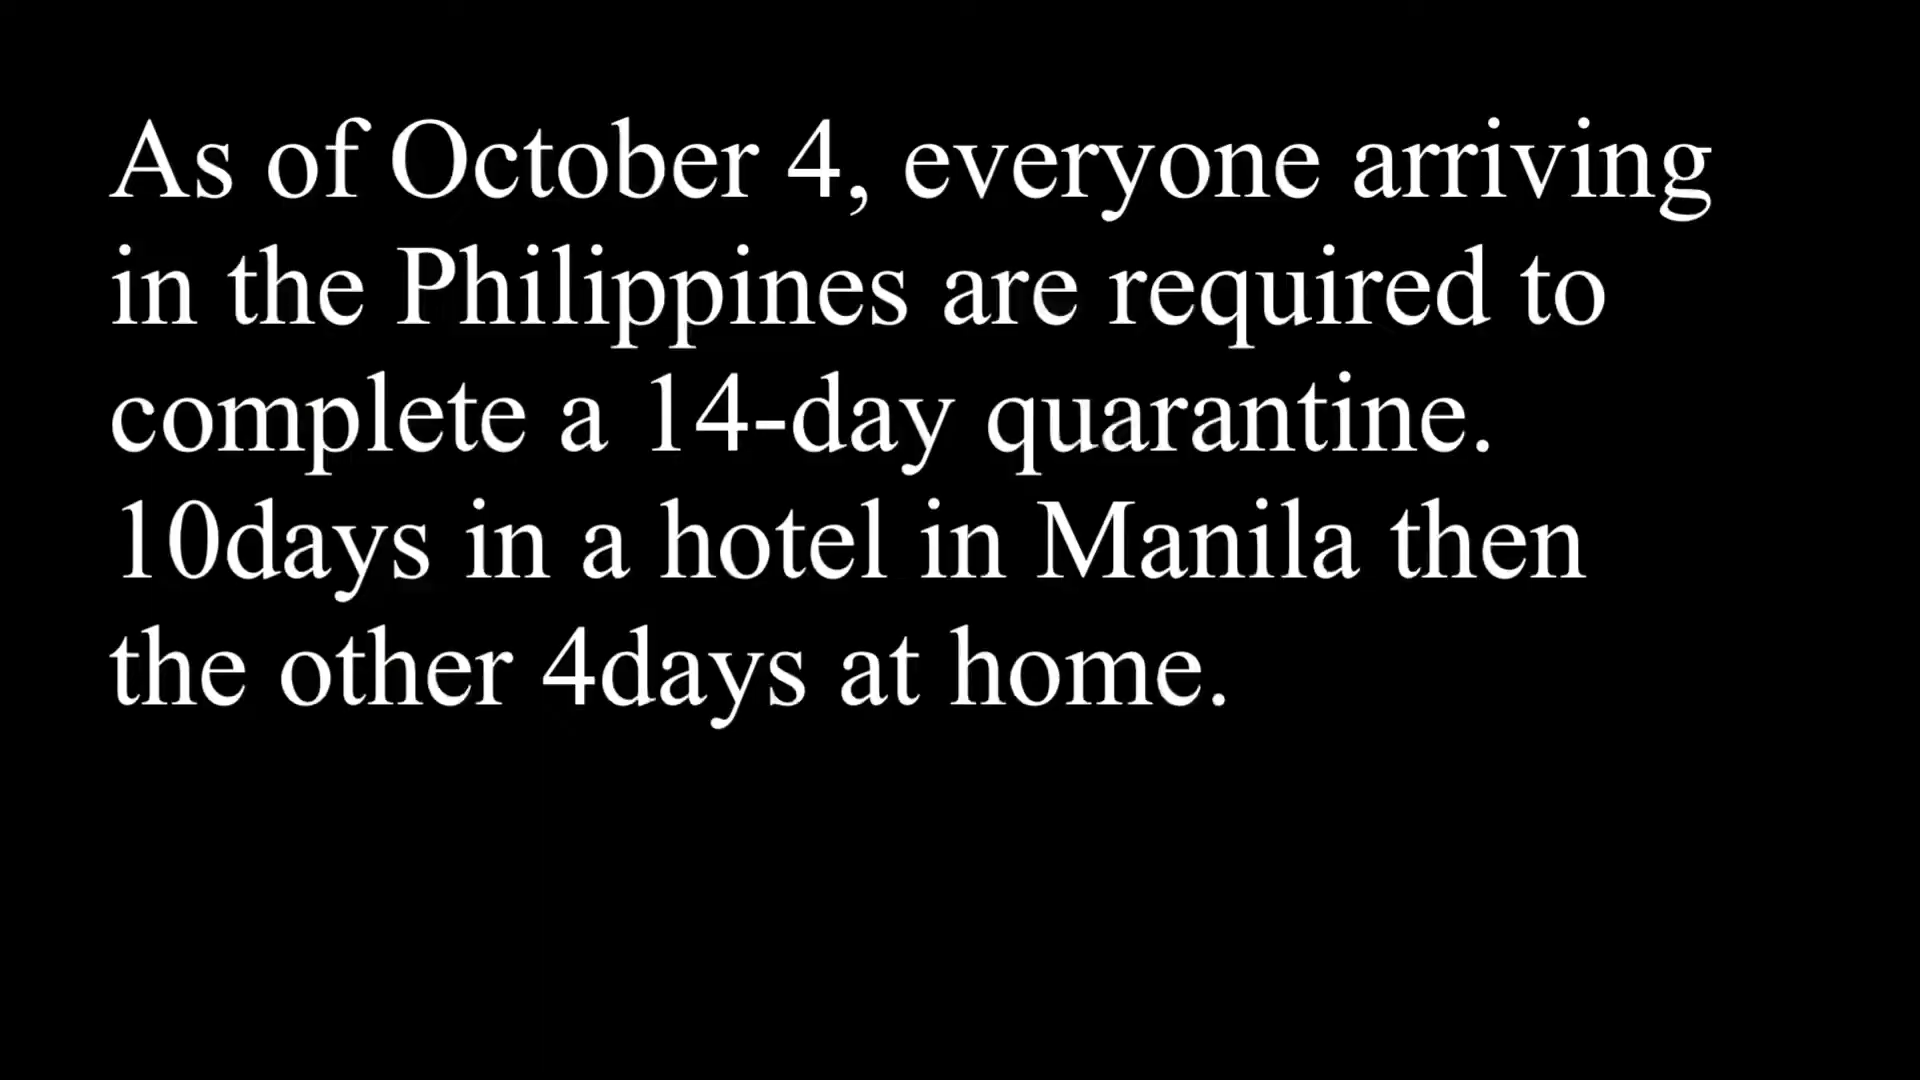 As of October 4, everyone arriving
in the Philippines are required to
complete a 14-day quarantine.
10days in a hotel in Manila then
the other 4days at home.